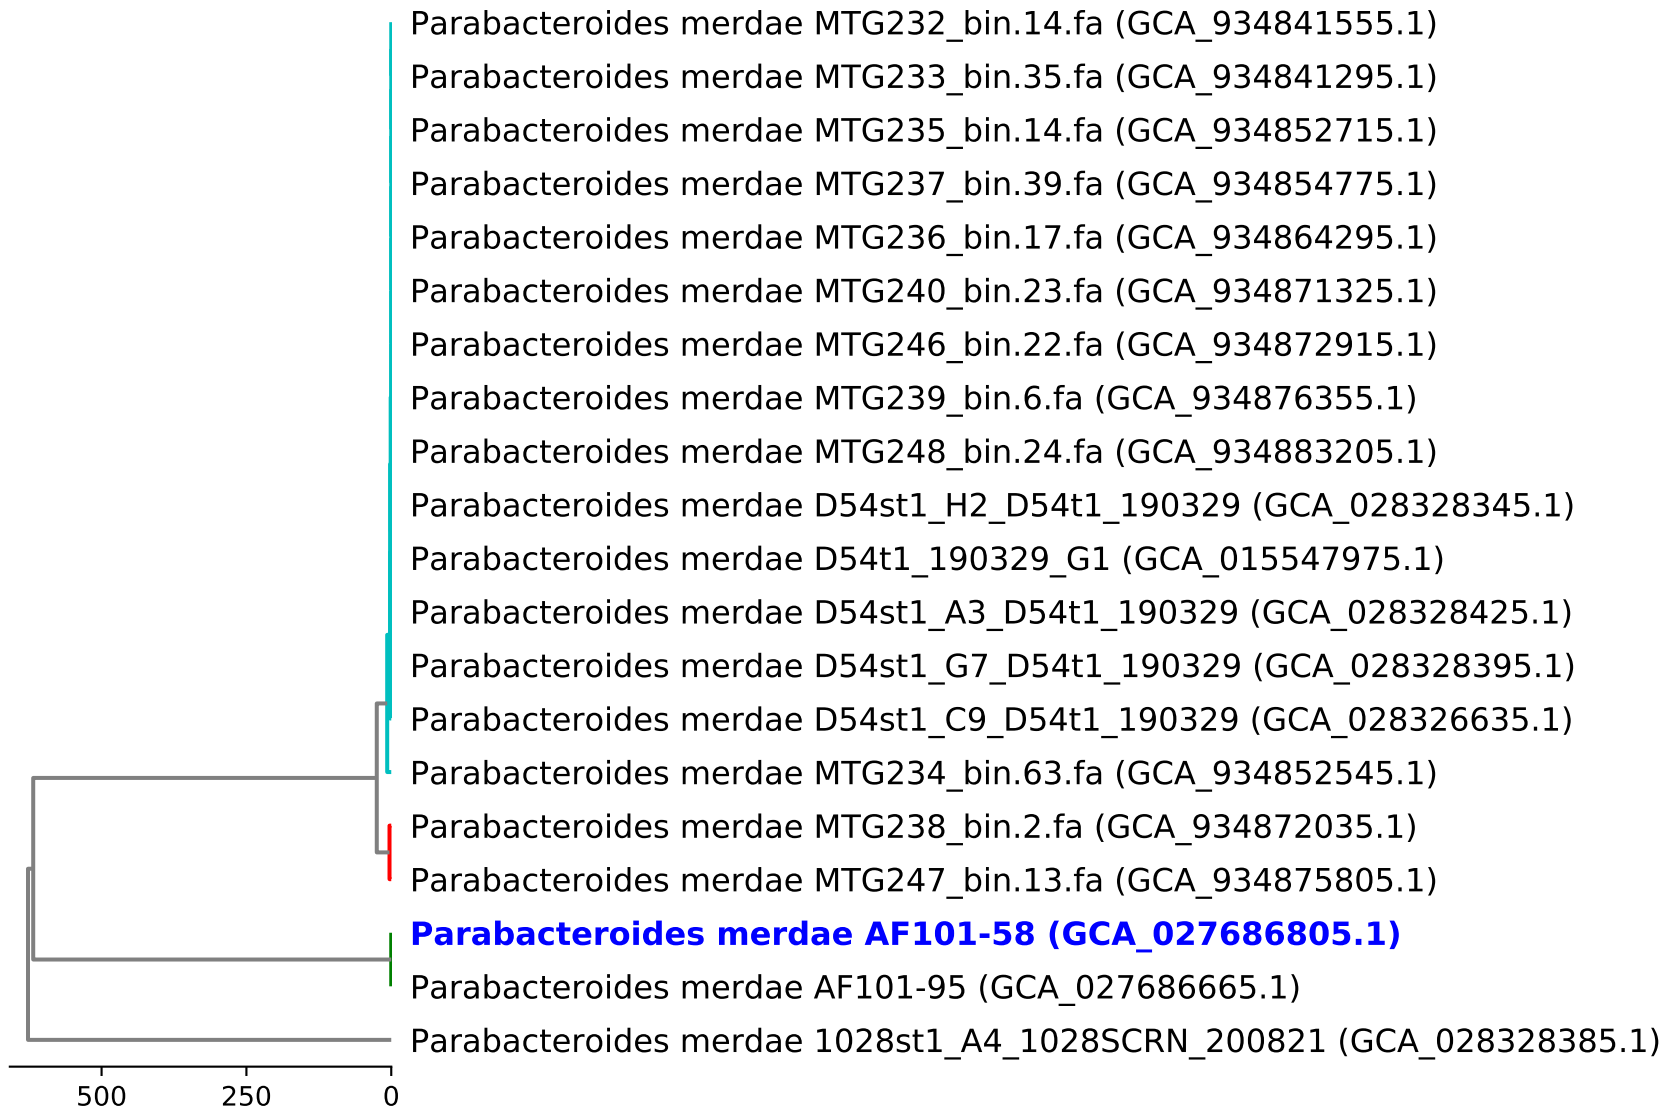 Parabacteroides merdae MTG232_bin.14.fa (GCA_934841555.1)
Parabacteroides merdae MTG233_bin.35.fa (GCA_934841295.1)
Parabacteroides merdae MTG235_bin.14.fa (GCA_934852715.1)
Parabacteroides merdae MTG237_bin.39.fa (GCA_934854775.1)
Parabacteroides merdae MTG236_bin.17.fa (GCA_934864295.1)
Parabacteroides merdae MTG240_bin.23.fa (GCA_934871325.1)
Parabacteroides merdae MTG246_bin.22.fa (GCA_934872915.1)
Parabacteroides merdae MTG239_bin.6.fa (GCA_934876355.1)
Parabacteroides merdae MTG248_bin.24.fa (GCA_934883205.1)
Parabacteroides merdae D54st1_H2_D54t1_190329 (GCA_028328345.1)
Parabacteroides merdae D54t1_190329_G1 (GCA_015547975.1)
Parabacteroides merdae D54st1_A3_D54t1_190329 (GCA_028328425.1)
Parabacteroides merdae D54st1_G7_D54t1_190329 (GCA_028328395.1)
Parabacteroides merdae D54st1_C9_D54t1_190329 (GCA_028326635.1)
Parabacteroides merdae MTG234_bin.63.fa (GCA_934852545.1)
Parabacteroides merdae MTG238_bin.2.fa (GCA_934872035.1)
Parabacteroides merdae MTG247_bin.13.fa (GCA_934875805.1)
Parabacteroides merdae AF101-58 (GCA_027686805.1)
Parabacteroides merdae AF101-95 (GCA_027686665.1)
Parabacteroides merdae 1028st1_A4_1028SCRN_200821 (GCA_028328385.1)
500 250 0